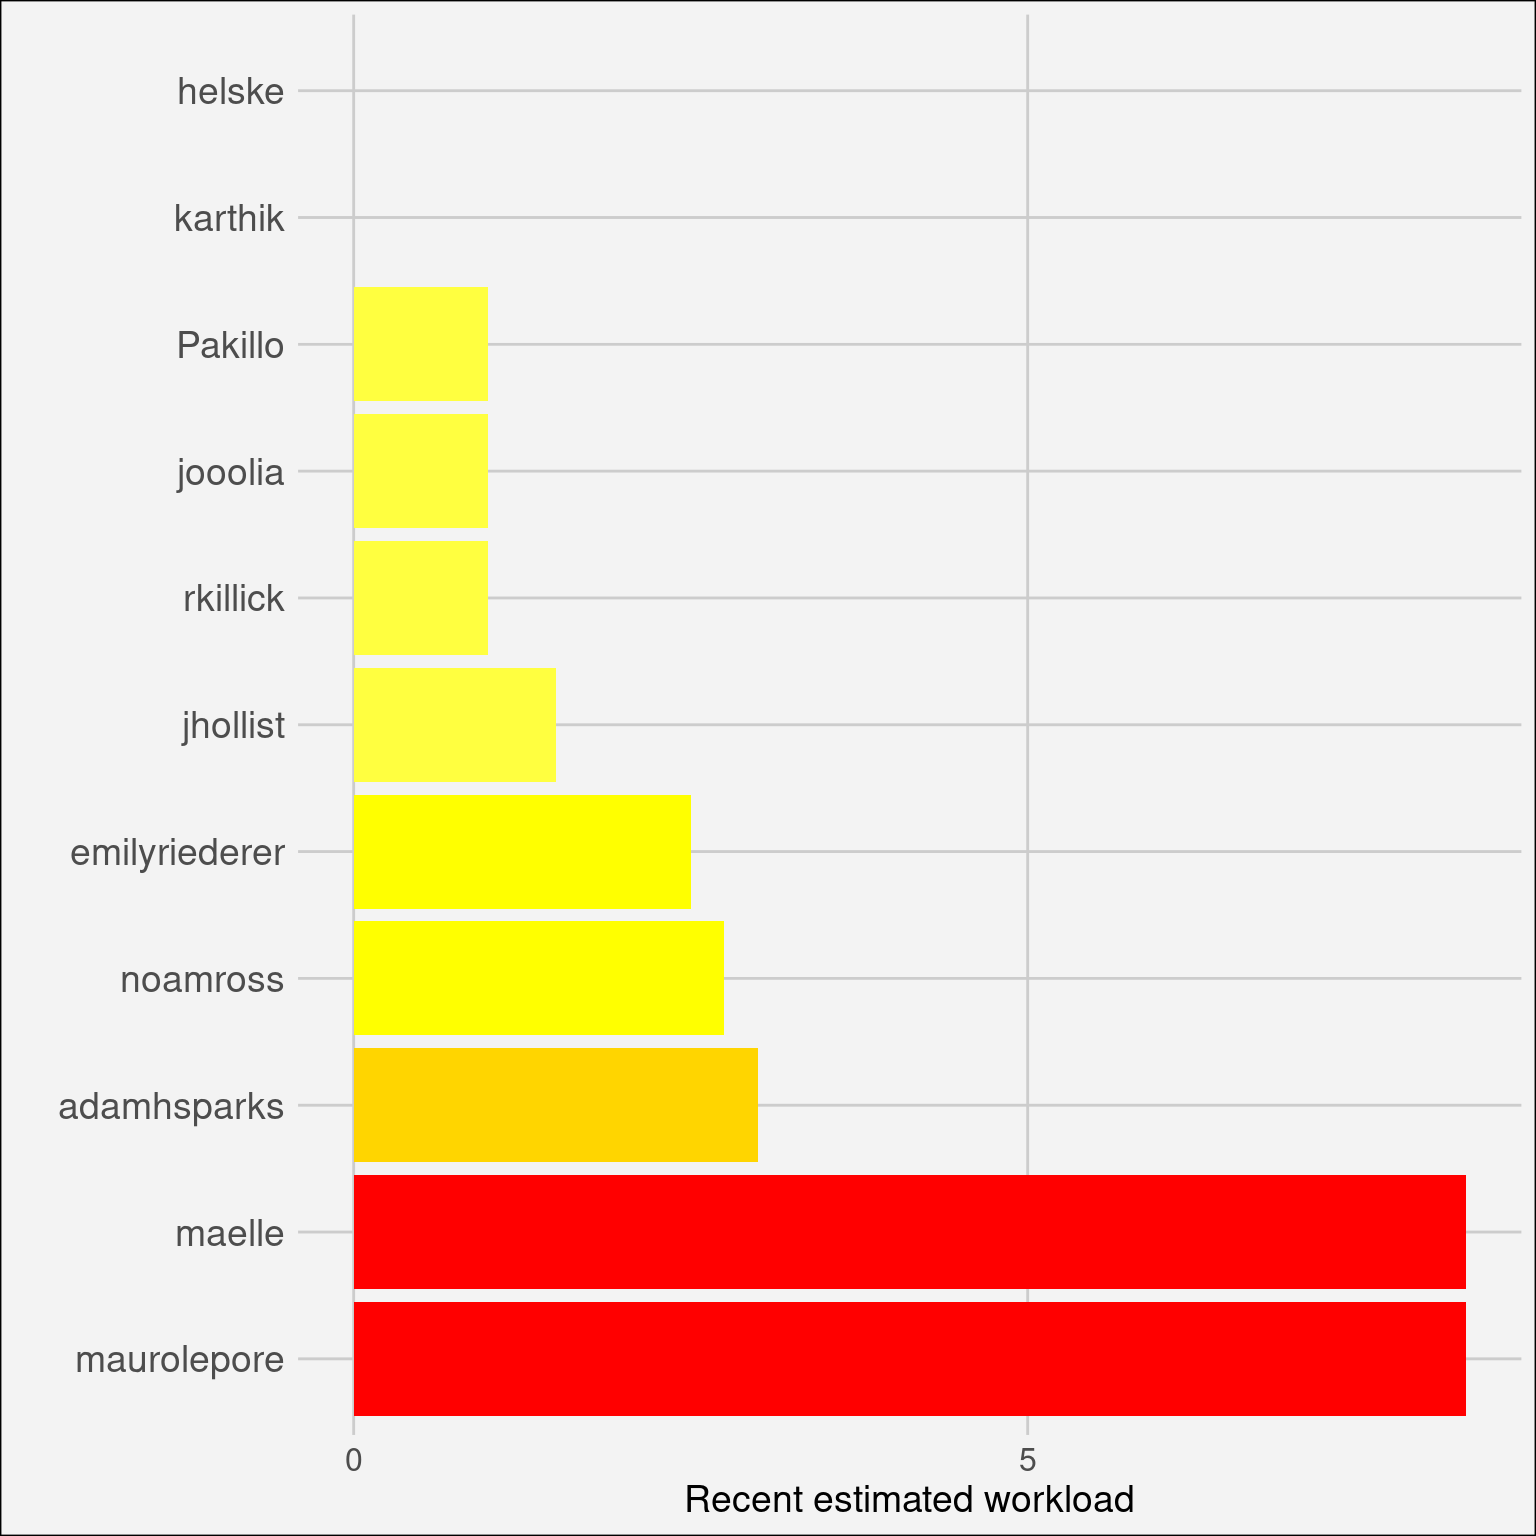 helske
karthik
Pakillo
jooolia
rkillick
jhollist
emilyriederer
noamross
adamhsparks
maelle
maurolepore
0 5
Recent estimated workload